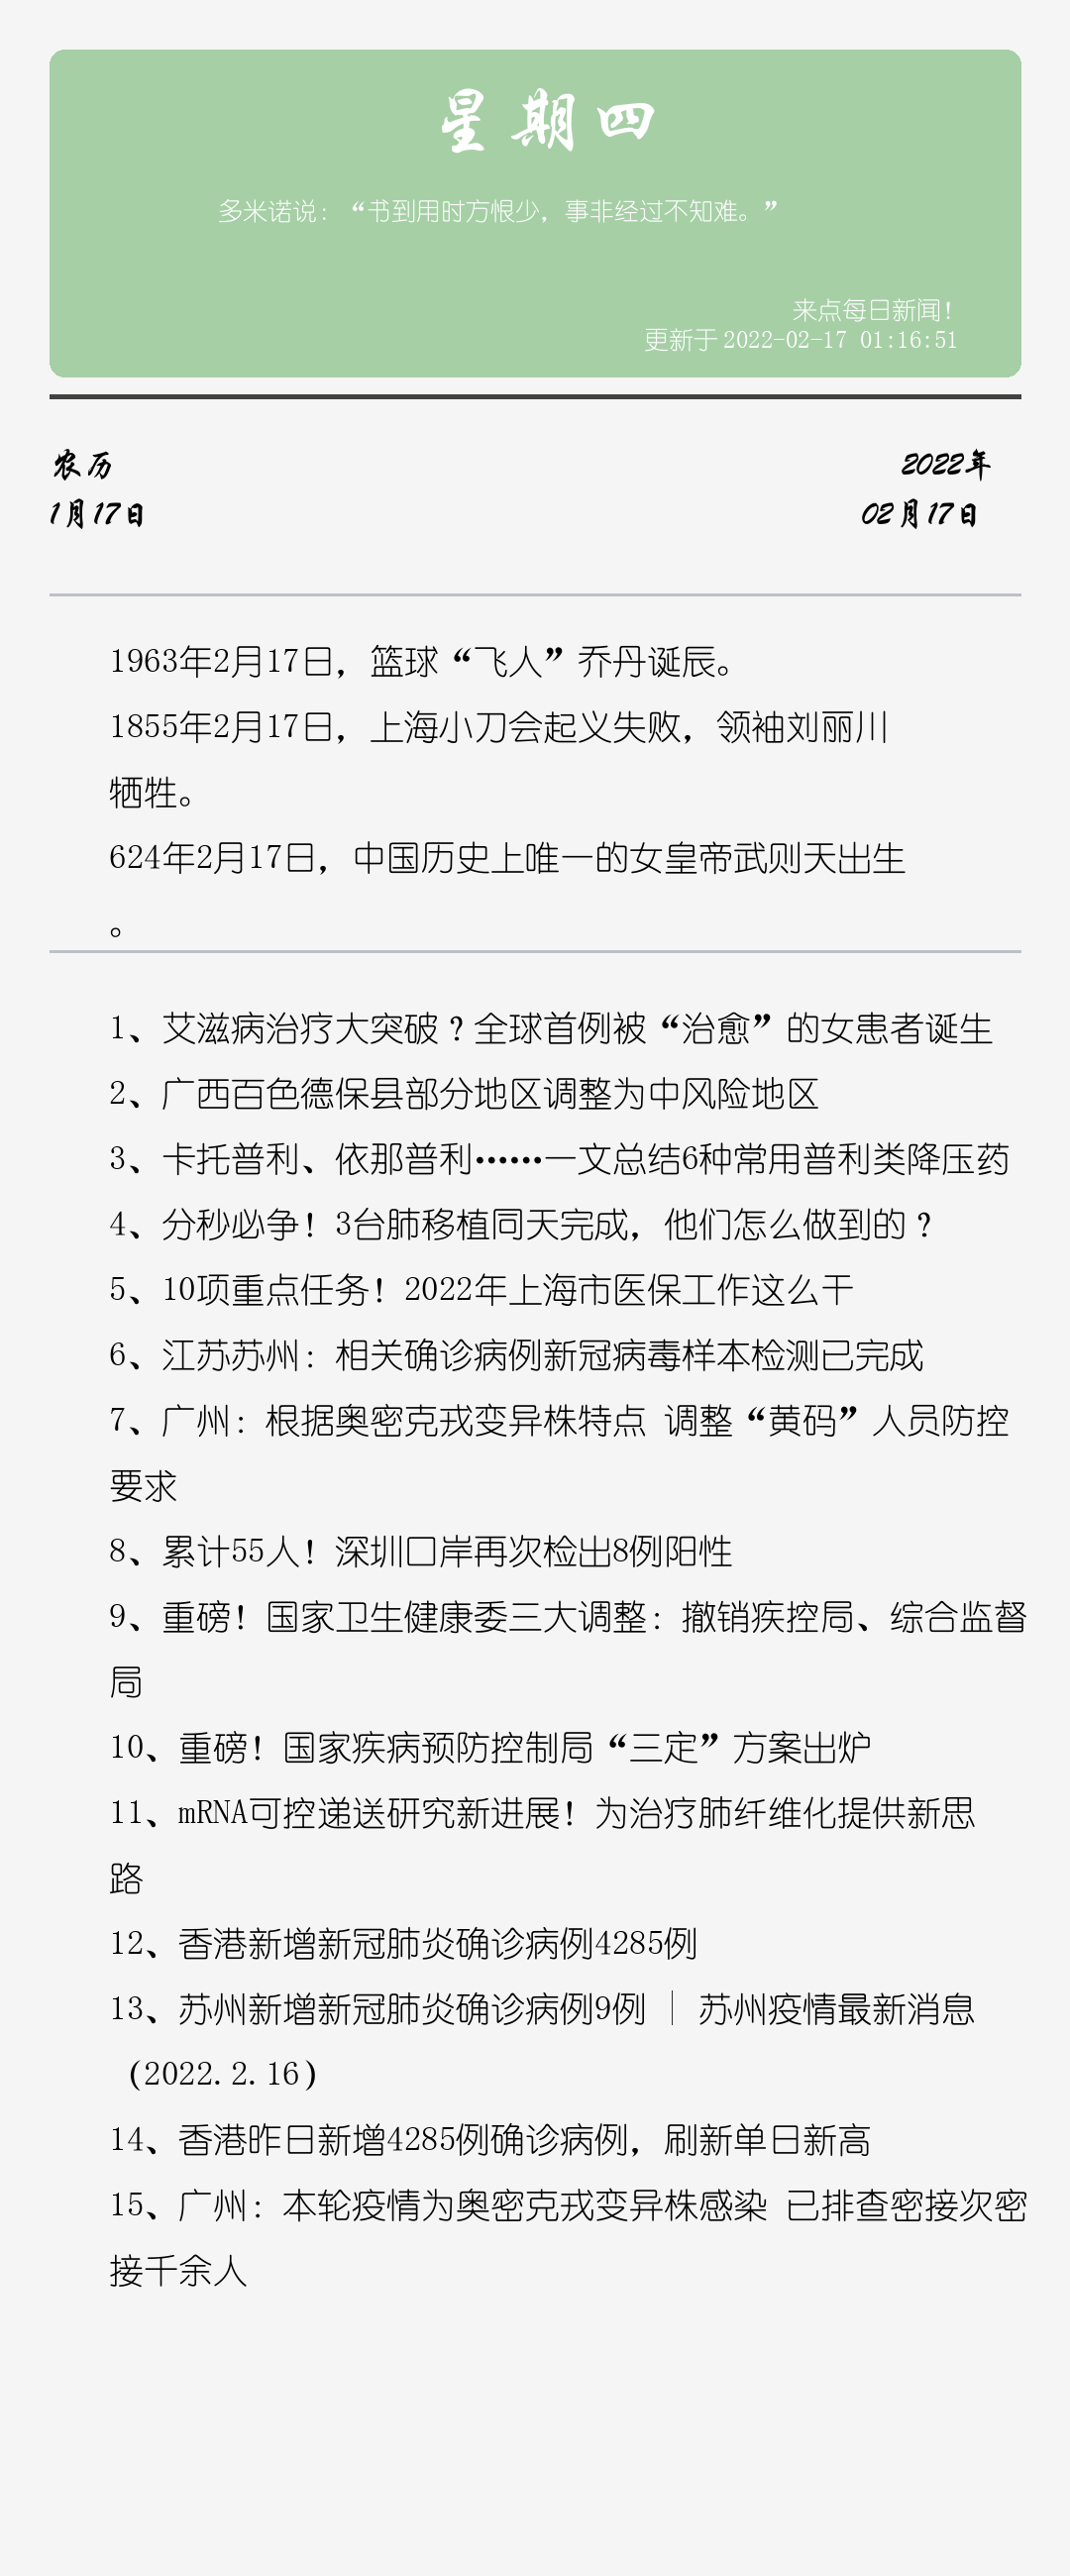 星期四
多米诺说：“书到用时方恨少，事非经过不知难。”
来点每日新闻！
更新于 2022-02-17 01:16:51
农历
2022年
1月17日
02月17日
1963年2月17日，篮球“飞人”乔丹诞辰。
1855年2月17日，上海小刀会起义失败，领袖刘丽川
牺牲。
624年2月17日，中国历史上唯一的女皇帝武则天出生
。
1、艾滋病治疗大突破？全球首例被“治愈”的女患者诞生
2、广西百色德保县部分地区调整为中风险地区
3、卡托普利、依那普利……一文总结6种常用普利类降压药
4、分秒必争！3台肺移植同天完成，他们怎么做到的？
5、10项重点任务！2022年上海市医保工作这么干
6、江苏苏州：相关确诊病例新冠病毒样本检测已完成
7、广州：根据奥密克戎变异株特点 调整“黄码”人员防控
要求
8、累计55人！深圳口岸再次检出8例阳性
9、重磅！国家卫生健康委三大调整：撤销疾控局、综合监督
局
10、重磅！国家疾病预防控制局“三定”方案出炉
11、mRNA可控递送研究新进展！为治疗肺纤维化提供新思
路
12、香港新增新冠肺炎确诊病例4285例
13、苏州新增新冠肺炎确诊病例9例 ｜ 苏州疫情最新消息
（2022.2.16）
14、香港昨日新增4285例确诊病例，刷新单日新高
15、广州：本轮疫情为奥密克戎变异株感染 已排查密接次密
接千余人